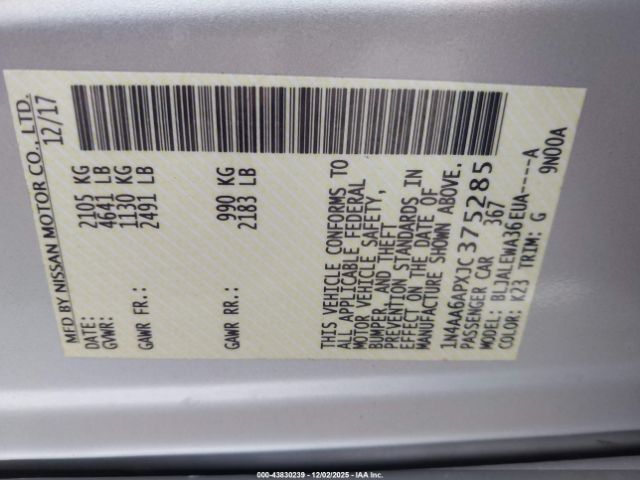 MFD BY NISSAN MOTOR CO., LTD.
DATE: 12/17
GVWR: 2105 KG
4641 LB
GAWR FR.: 1130 KG
2491 LB
GAWR RR.: 990 KG
2183 LB
THIS VEHICLE CONFORMS TO
ALL APPLICABLE FEDERAL
MOTOR VEHICLE SAFETY,
BUMPER, AND THEFT
PREVENTION STANDARDS IN
EFFECT ON THE DATE OF
MANUFACTURE SHOWN ABOVE.
1N4AA6APXJC375285
PASSENGER CAR 367
MODEL: BLJALEWA36EUA----A
COLOR: K23 TRIM: G 9N00A
000-43830239 - 12/02/2025 - IAA Inc.